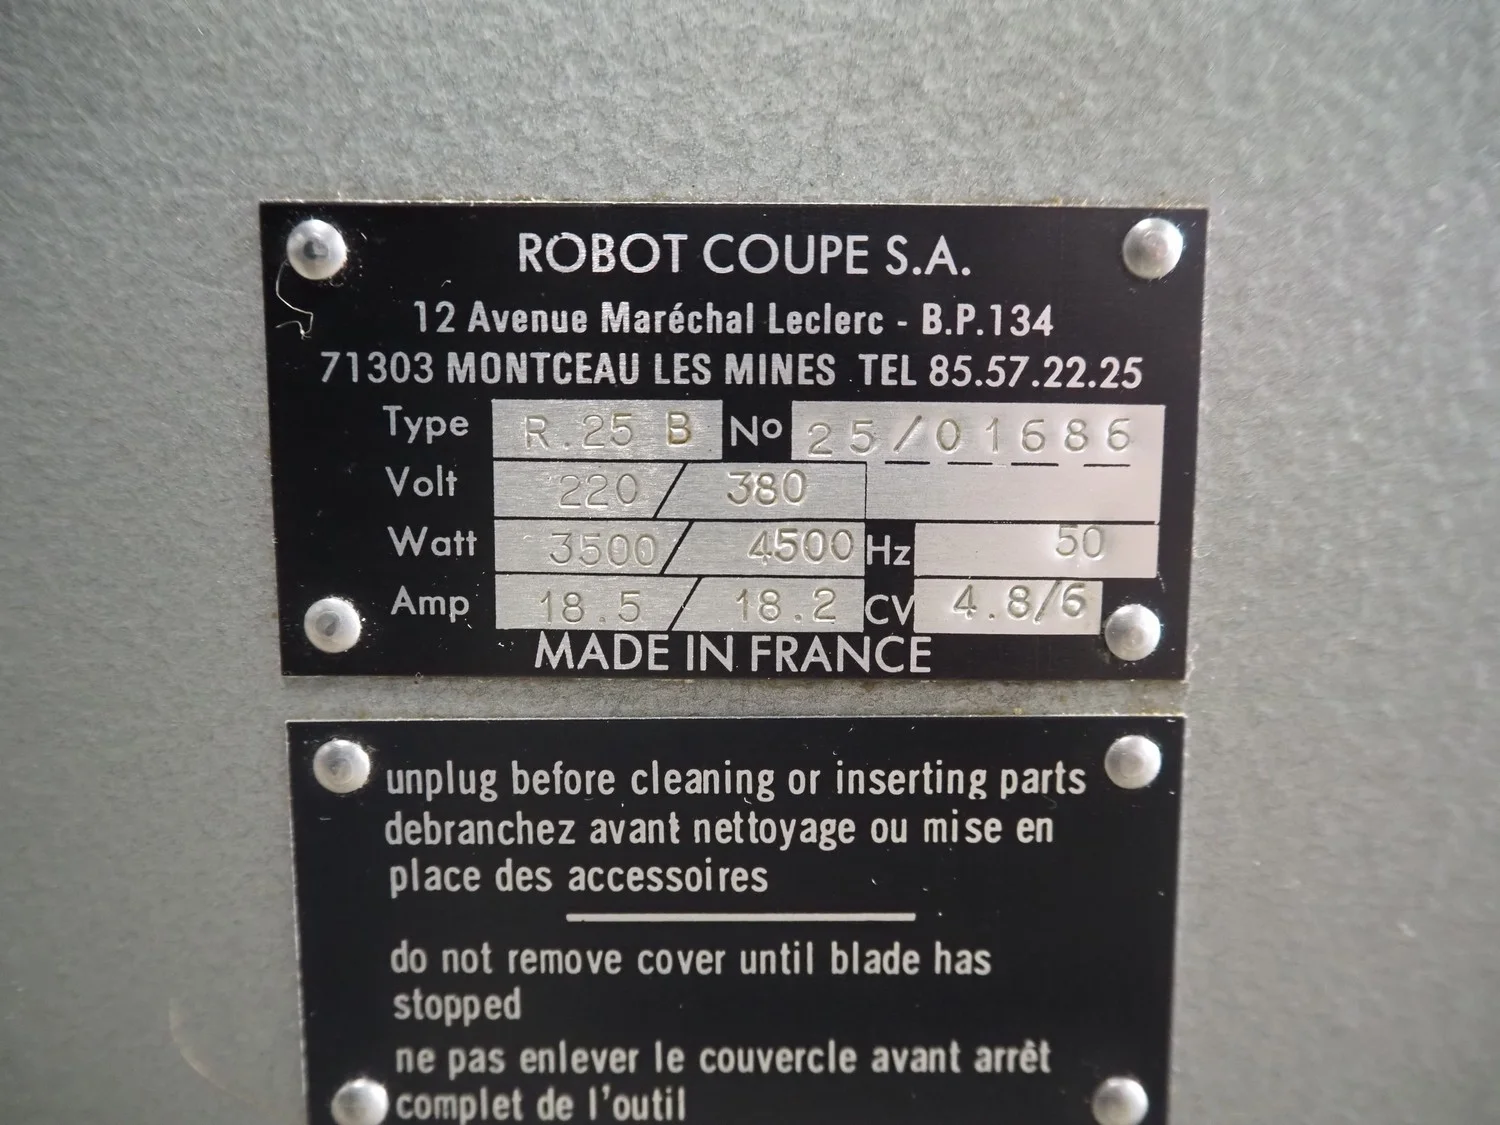 ROBOT COUPE S.A.
12 Avenue Maréchal Leclerc - B.P.134
71303 MONTCEAU LES MINES TEL 85.57.22.25
Type R.25 B No 25/01686
Volt 220 / 380
Watt 3500 / 4500 Hz 50
Amp 18.5 / 18.2 CV 4.8/6
MADE IN FRANCE
unplug before cleaning or inserting parts
debranchez avant nettoyage ou mise en
place des accessoires
do not remove cover until blade has
stopped
ne pas enlever le couvercle avant arrêt
complet de l'outil